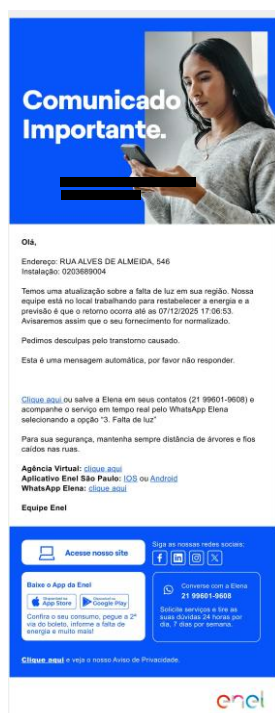 Comunicado
Importante.
Olá,
Endereço: RUA ALVES DE ALMEIDA, 546
Instalação: 0203689004
Temos uma atualização sobre a falta de luz em sua região. Nossa
equipe está no local trabalhando para restabelecer a energia e a
previsão é que o retorno ocorra até as 07/12/2025 17:06:53.
Avisaremos assim que o seu fornecimento for normalizado.
Pedimos desculpas pelo transtorno causado.
Esta é uma mensagem automática, por favor não responder.
Clique aqui ou salve a Elena em seus contatos (21 99601-9608) e
acompanhe o serviço em tempo real pelo WhatsApp Elena
selecionando a opção “3. Falta de luz”
Para sua segurança, mantenha sempre distância de árvores e fios
caídos nas ruas.
Agência Virtual: clique aqui
Aplicativo Enel São Paulo: IOS ou Android
WhatsApp Elena: clique aqui
Equipe Enel
Acesse nosso site
Siga as nossas redes sociais:
Baixe o App da Enel
Disponível na
App Store
Disponível no
Google Play
Confira o seu consumo, pegue a 2ª
via do boleto, informe a falta de
energia e muito mais!
Converse com a Elena
21 99601-9608
Solicite serviços e tire as
suas dúvidas 24 horas por
dia, 7 dias por semana.
Clique aqui e veja o nosso Aviso de Privacidade.
enel